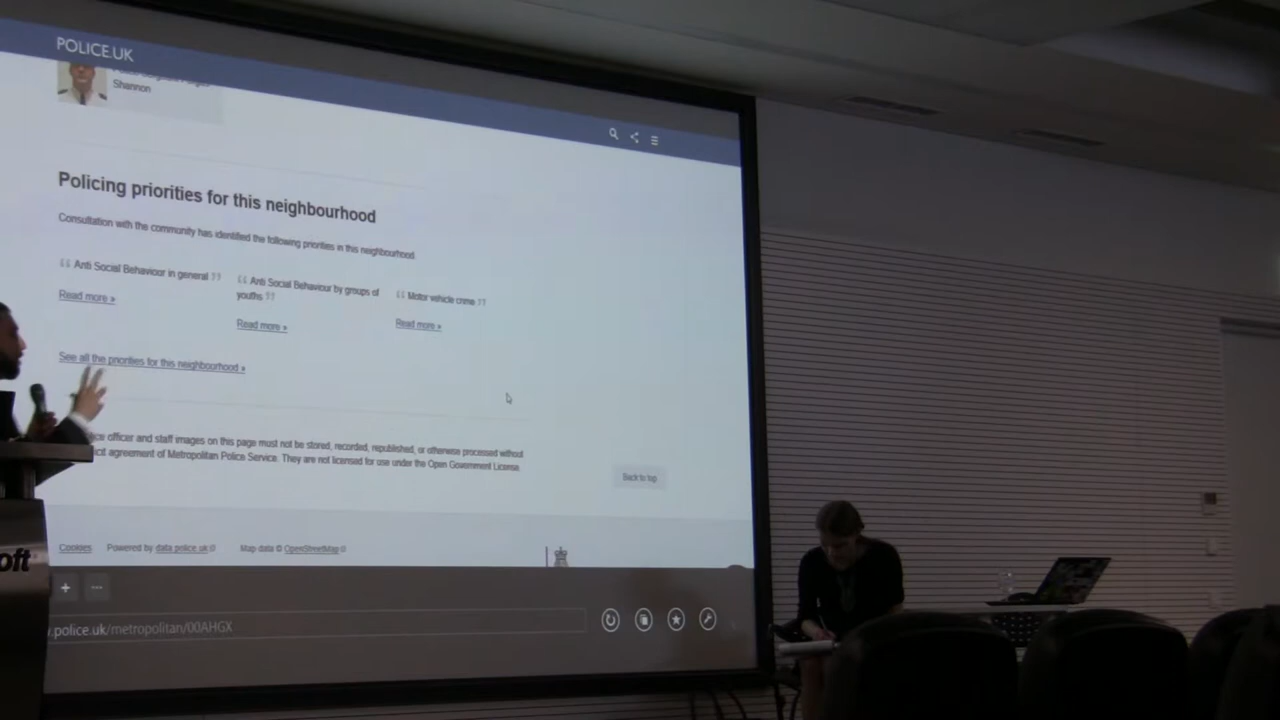 POLICE.UK
Shannon
Policing priorities for this neighbourhood
Consultation with the community has identified the following priorities in this neighbourhood
“ Anti Social Behaviour in general ”
Read more »
“ Anti Social Behaviour by groups of
youths ”
Read more »
“ Motor vehicle crime ”
Read more »
See all the priorities for this neighbourhood »
officer and staff images on this page must not be stored, recorded, republished, or otherwise processed without
agreement of Metropolitan Police Service. They are not licensed for use under the Open Government License.
Back to top
Cookies Powered by data.police.uk Map data © OpenStreetMap
oft
.police.uk/metropolitan/00AHGX